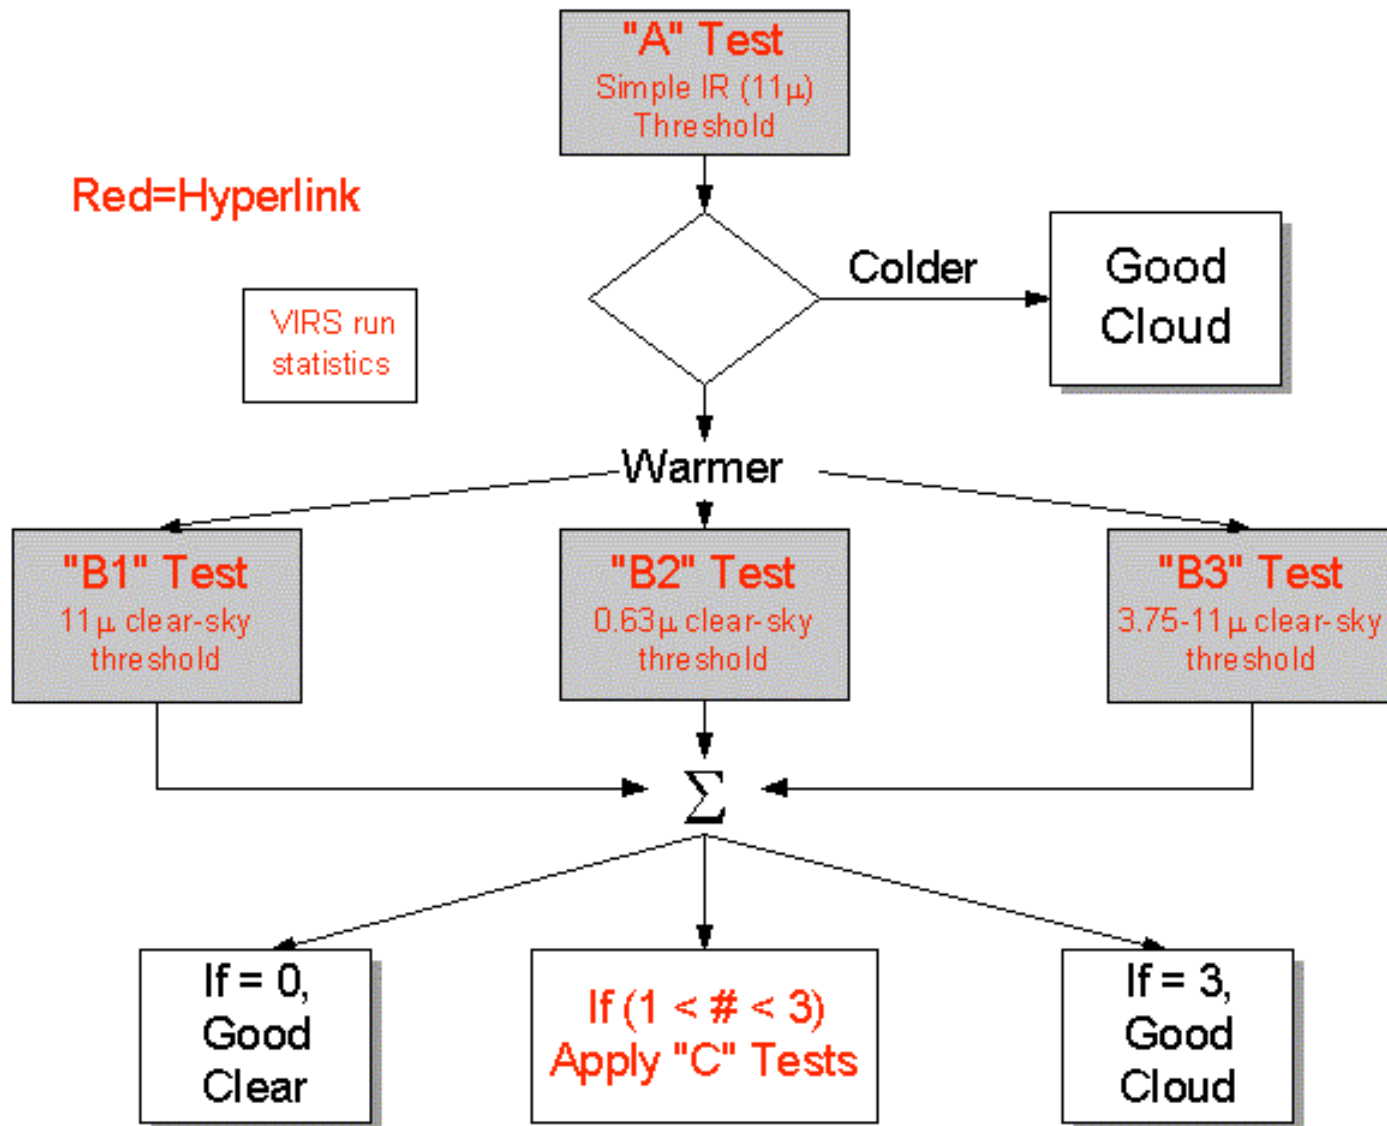 "A" Test
Simple IR (11μ)
Threshold
Red=Hyperlink
Colder
Good
Cloud
VIRS run
statistics
Warmer
"B1" Test
11μ clear-sky
threshold
"B2" Test
0.63μ clear-sky
threshold
"B3" Test
3.75-11μ clear-sky
threshold
Σ
If = 0,
Good
Clear
If (1 < # < 3)
Apply "C" Tests
If = 3,
Good
Cloud